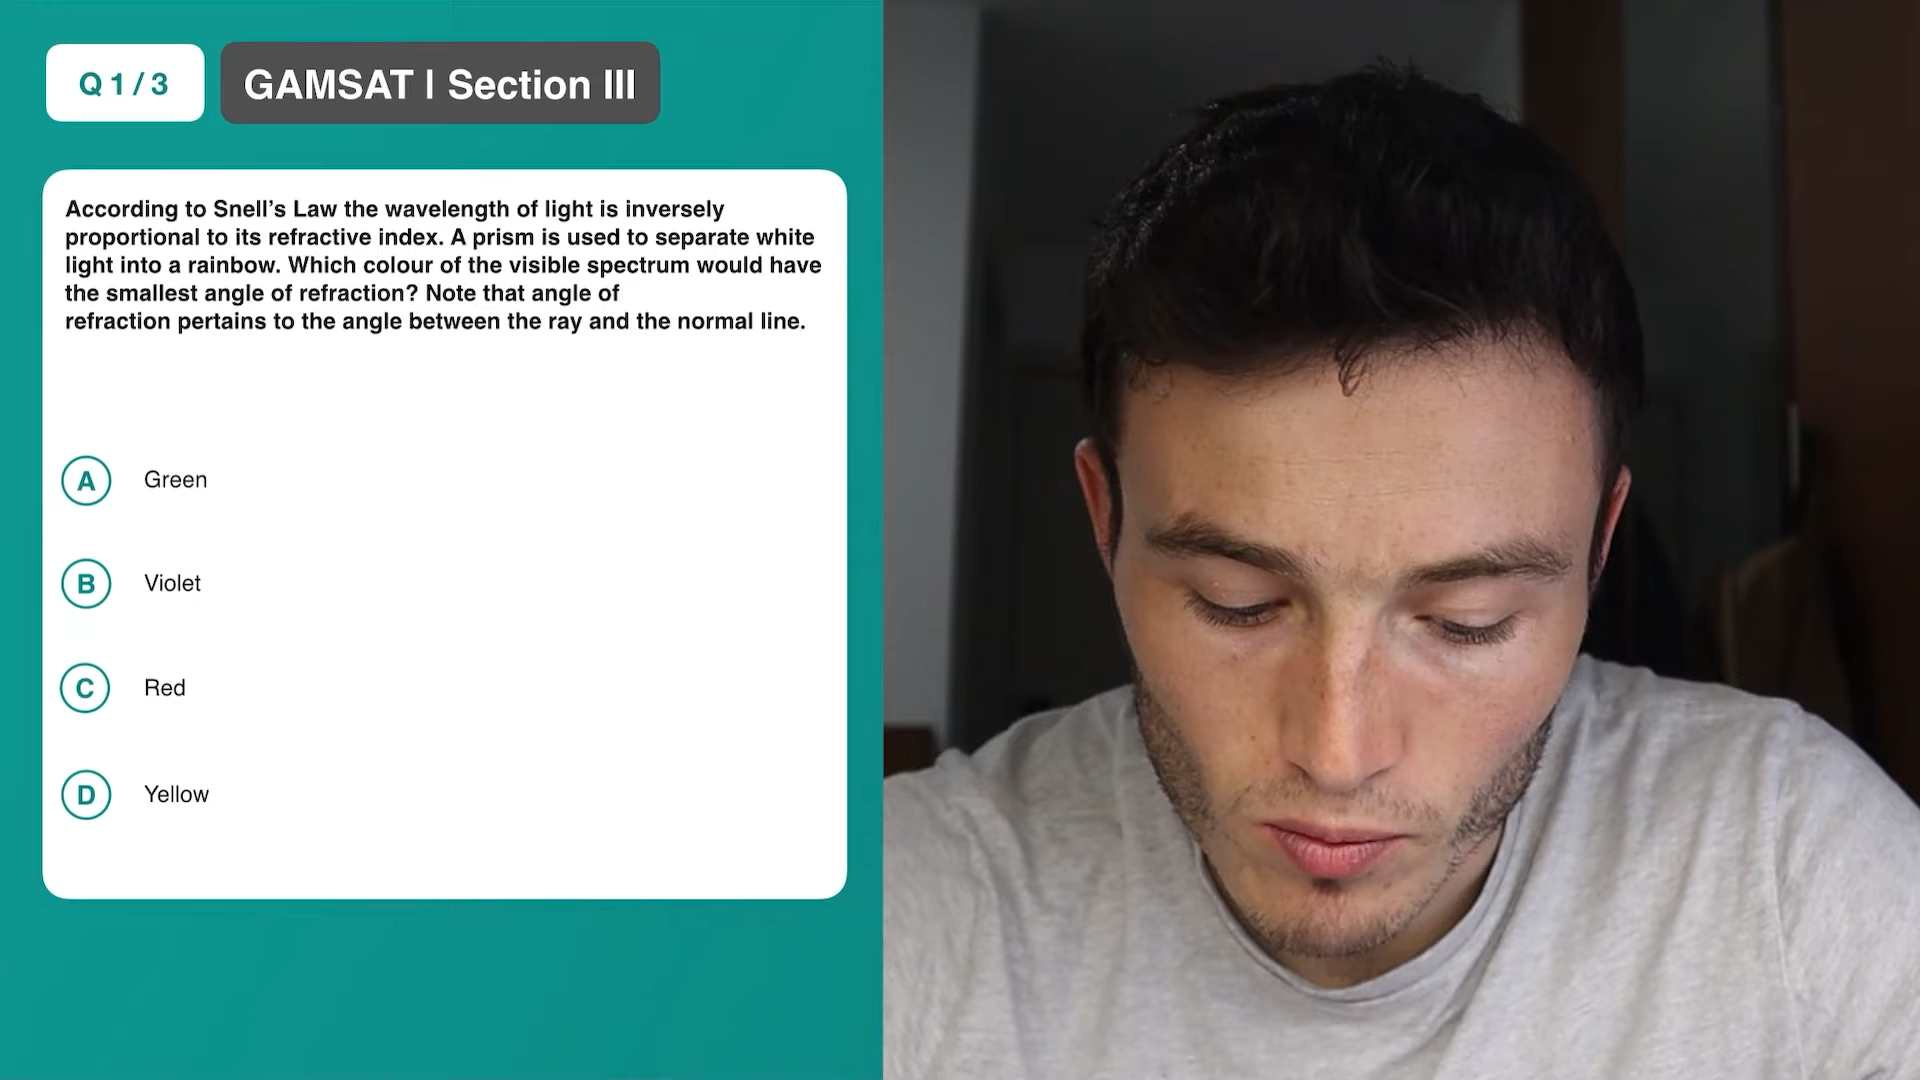 Q 1 / 3
GAMSAT | Section III
According to Snell’s Law the wavelength of light is inversely
proportional to its refractive index. A prism is used to separate white
light into a rainbow. Which colour of the visible spectrum would have
the smallest angle of refraction? Note that angle of
refraction pertains to the angle between the ray and the normal line.
A Green
B Violet
C Red
D Yellow